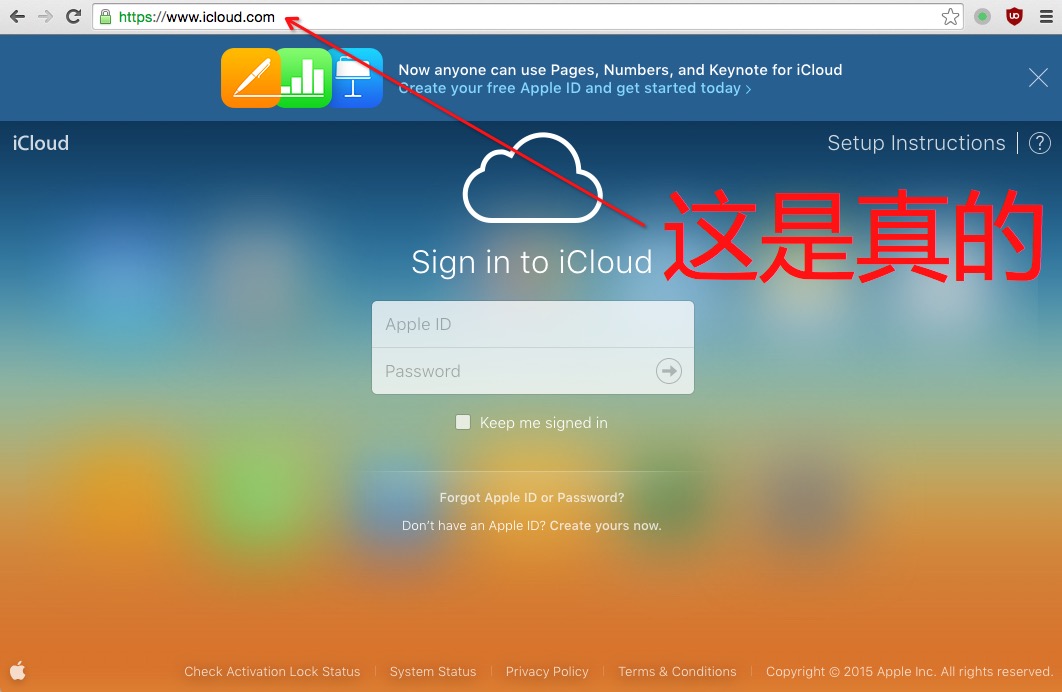 https://www.icloud.com
Now anyone can use Pages, Numbers, and Keynote for iCloud
Create your free Apple ID and get started today ›
iCloud
Setup Instructions
?
Sign in to iCloud
这是真的
Apple ID
Password
Keep me signed in
Forgot Apple ID or Password?
Don’t have an Apple ID? Create yours now.
Check Activation Lock Status
System Status
Privacy Policy
Terms & Conditions
Copyright © 2015 Apple Inc. All rights reserved.